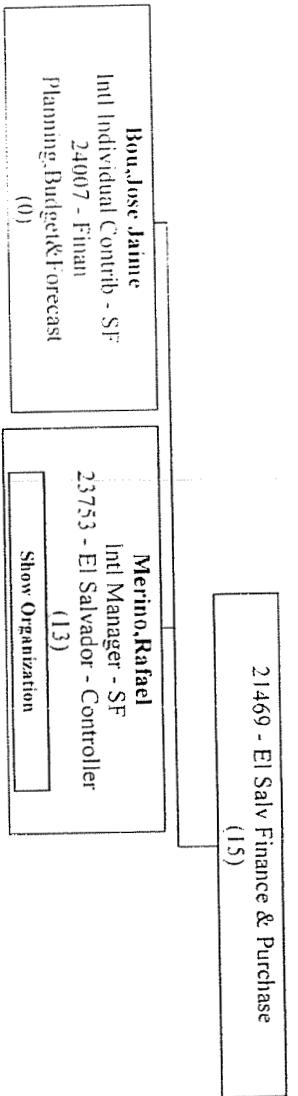 21469 - El Salv Finance & Purchase
(15)
Bou,Jose Jaime
Intl Individual Contrib - SF
24007 - Finan
Planning,Budget&Forecast
(0)
Merino,Rafael
Intl Manager - SF
23753 - El Salvador - Controller
(13)
Show Organization